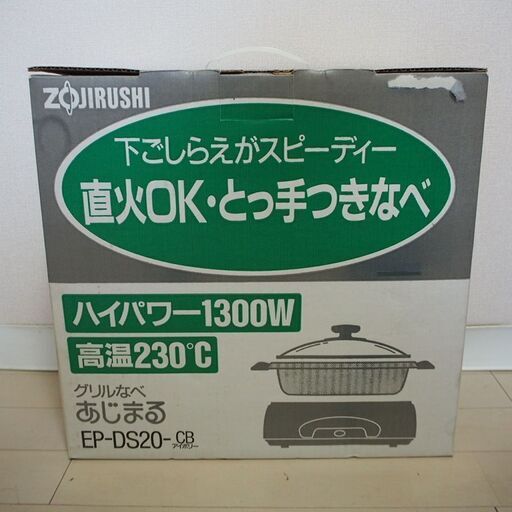 ZOJIRUSHI
下ごしらえがスピーディー
直火OK・とっ手つきなべ
ハイパワー1300W
高温230℃
グリルなべ
あじまる
EP-DS20-CB
アイボリー